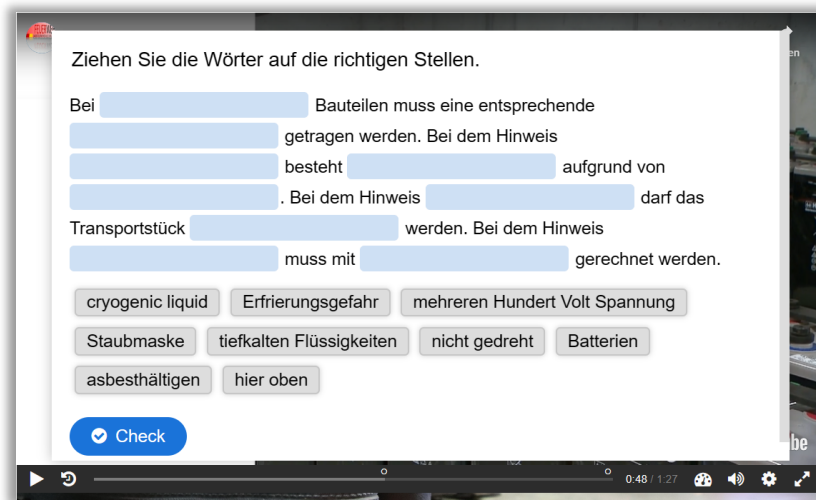 Ziehen Sie die Wörter auf die richtigen Stellen.
Bei Bauteilen muss eine entsprechende
getragen werden. Bei dem Hinweis
besteht aufgrund von
. Bei dem Hinweis darf das
Transportstück werden. Bei dem Hinweis
muss mit gerechnet werden.
cryogenic liquid Erfrierungsgefahr mehreren Hundert Volt Spannung
Staubmaske tiefkalten Flüssigkeiten nicht gedreht Batterien
asbesthältigen hier oben
Check
0:48 / 1:27